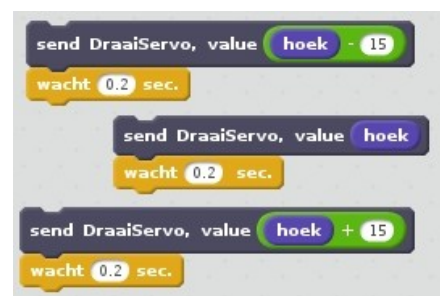 send DraaiServo, value hoek - 15
wacht 0.2 sec.
send DraaiServo, value hoek
wacht 0.2 sec.
send DraaiServo, value hoek + 15
wacht 0.2 sec.